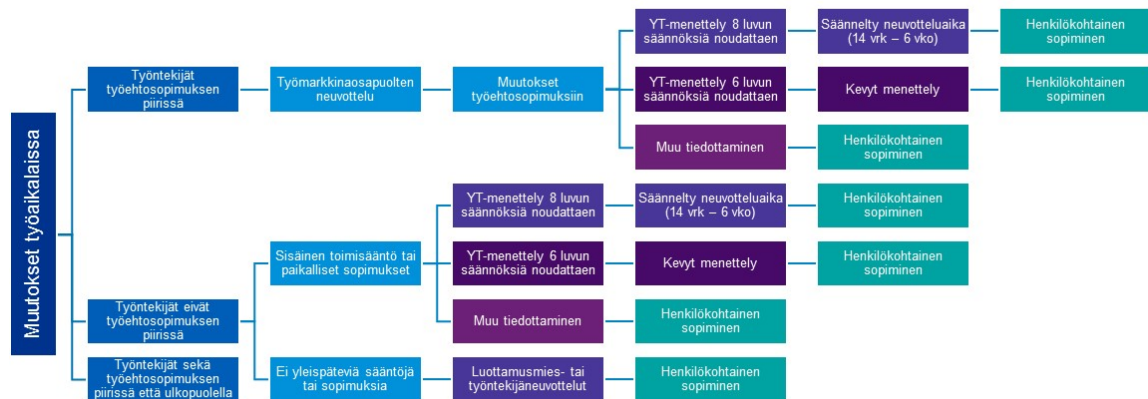 Muutokset työaikalaissa
Työntekijät
työehtosopimuksen
piirissä
Työmarkkinaosapuolten
neuvottelu
Muutokset
työehtosopimuksiin
YT-menettely 8 luvun
säännöksiä noudattaen
Säännelty neuvotteluaika
(14 vrk – 6 vko)
Henkilökohtainen
sopiminen
YT-menettely 6 luvun
säännöksiä noudattaen
Kevyt menettely
Henkilökohtainen
sopiminen
Muu tiedottaminen
Henkilökohtainen
sopiminen
Työntekijät eivät
työehtosopimuksen
piirissä
Sisäinen toimisääntö tai
paikalliset sopimukset
YT-menettely 8 luvun
säännöksiä noudattaen
Säännelty neuvotteluaika
(14 vrk – 6 vko)
Henkilökohtainen
sopiminen
YT-menettely 6 luvun
säännöksiä noudattaen
Kevyt menettely
Henkilökohtainen
sopiminen
Muu tiedottaminen
Henkilökohtainen
sopiminen
Ei yleispäteviä sääntöjä
tai sopimuksia
Luottamusmies- tai
työntekijäneuvottelut
Henkilökohtainen
sopiminen
Työntekijät sekä
työehtosopimuksen
piirissä että ulkopuolella